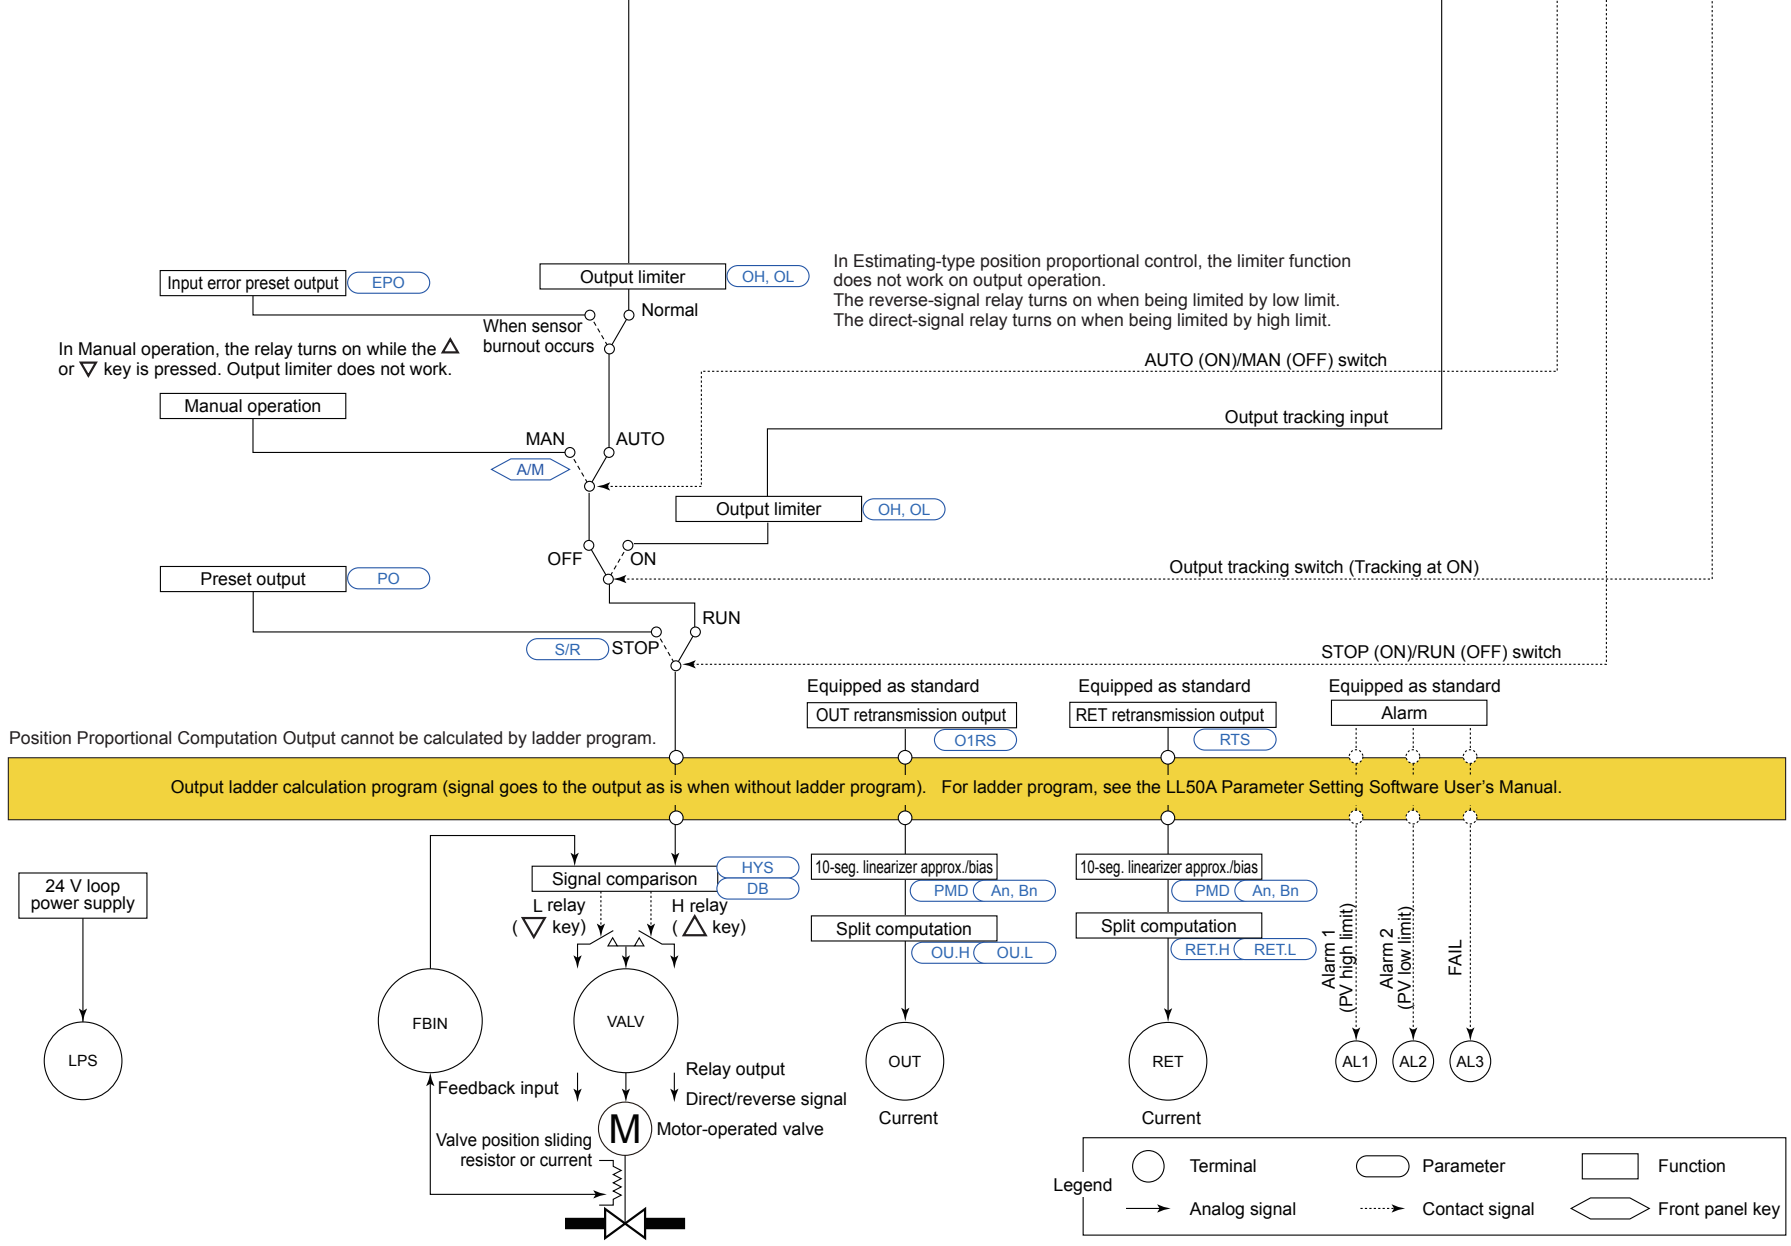 Input error preset output
EPO
Output limiter
OH, OL
In Estimating-type position proportional control, the limiter function
does not work on output operation.
The reverse-signal relay turns on when being limited by low limit.
The direct-signal relay turns on when being limited by high limit.
Normal
When sensor
burnout occurs
In Manual operation, the relay turns on while the △
or ▽ key is pressed. Output limiter does not work.
AUTO (ON)/MAN (OFF) switch
Manual operation
Output tracking input
MAN
AUTO
A/M
Output limiter
OH, OL
OFF
ON
Output tracking switch (Tracking at ON)
Preset output
PO
RUN
S/R
STOP
STOP (ON)/RUN (OFF) switch
Equipped as standard
Equipped as standard
Equipped as standard
OUT retransmission output
RET retransmission output
Alarm
O1RS
RTS
Position Proportional Computation Output cannot be calculated by ladder program.
Output ladder calculation program (signal goes to the output as is when without ladder program). For ladder program, see the LL50A Parameter Setting Software User's Manual.
24 V loop
power supply
Signal comparison
HYS
DB
10-seg. linearizer approx./bias
PMD
An, Bn
10-seg. linearizer approx./bias
PMD
An, Bn
L relay
(▽ key)
H relay
(△ key)
Split computation
OU.H
OU.L
Split computation
RET.H
RET.L
Alarm 1
(PV high limit)
Alarm 2
(PV low limit)
FAIL
LPS
FBIN
VALV
OUT
RET
AL1
AL2
AL3
Feedback input
Relay output
Direct/reverse signal
Current
Current
M
Motor-operated valve
Valve position sliding
resistor or current
Legend
Terminal
Parameter
Function
Analog signal
Contact signal
Front panel key